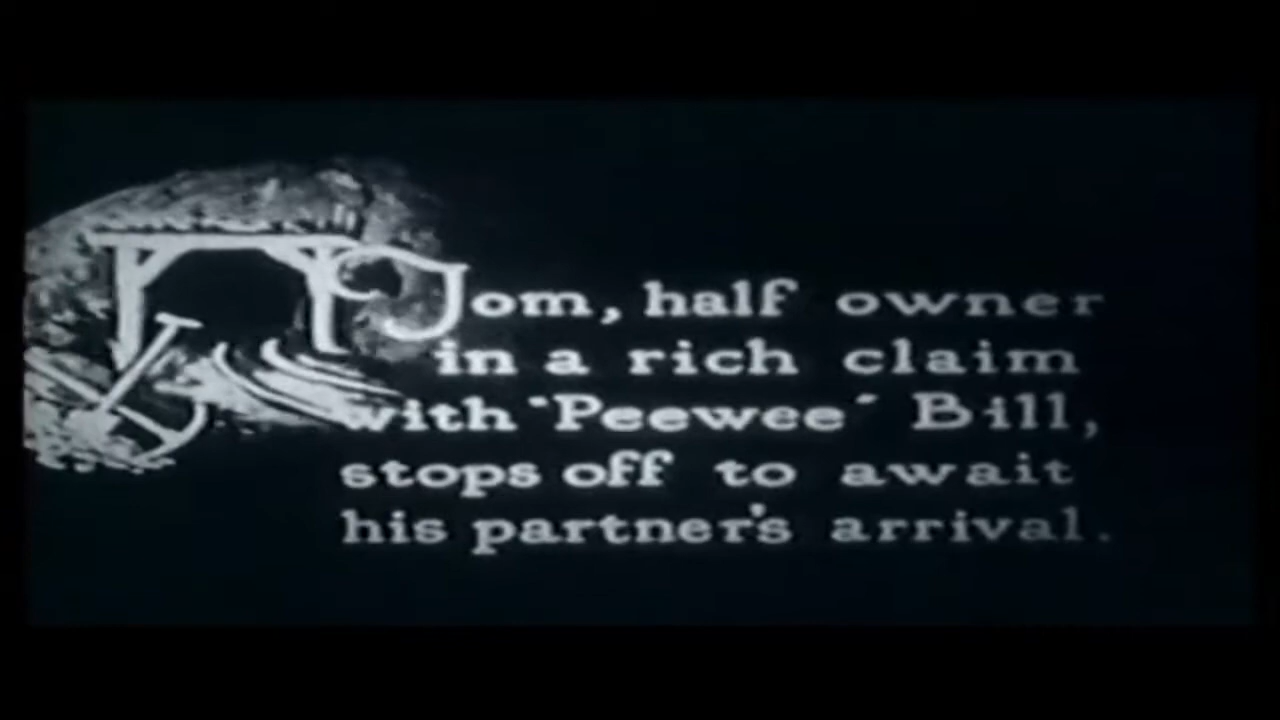 Tom, half owner
in a rich claim
with "Peewee" Bill,
stops off to await
his partner's arrival.